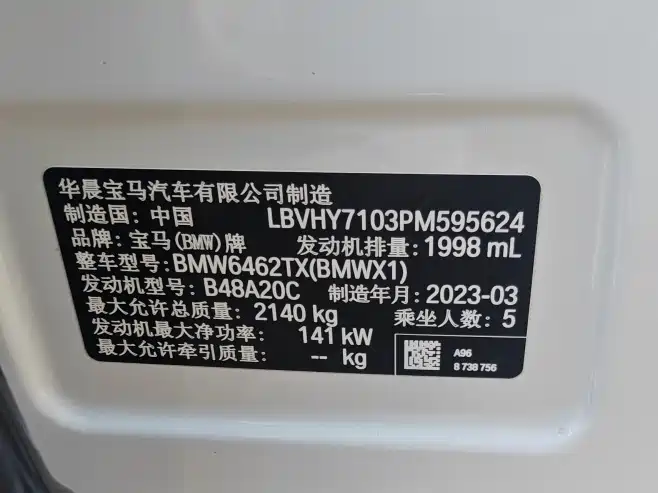 华晨宝马汽车有限公司制造
制造国: 中国 LBVHY7103PM595624
品牌: 宝马(BMW)牌 发动机排量: 1998 mL
整车型号: BMW6462TX(BMWX1)
发动机型号: B48A20C 制造年月: 2023-03
最大允许总质量: 2140 kg 乘坐人数: 5
发动机最大净功率: 141 kW
最大允许牵引质量: -- kg
A96
8 738 756